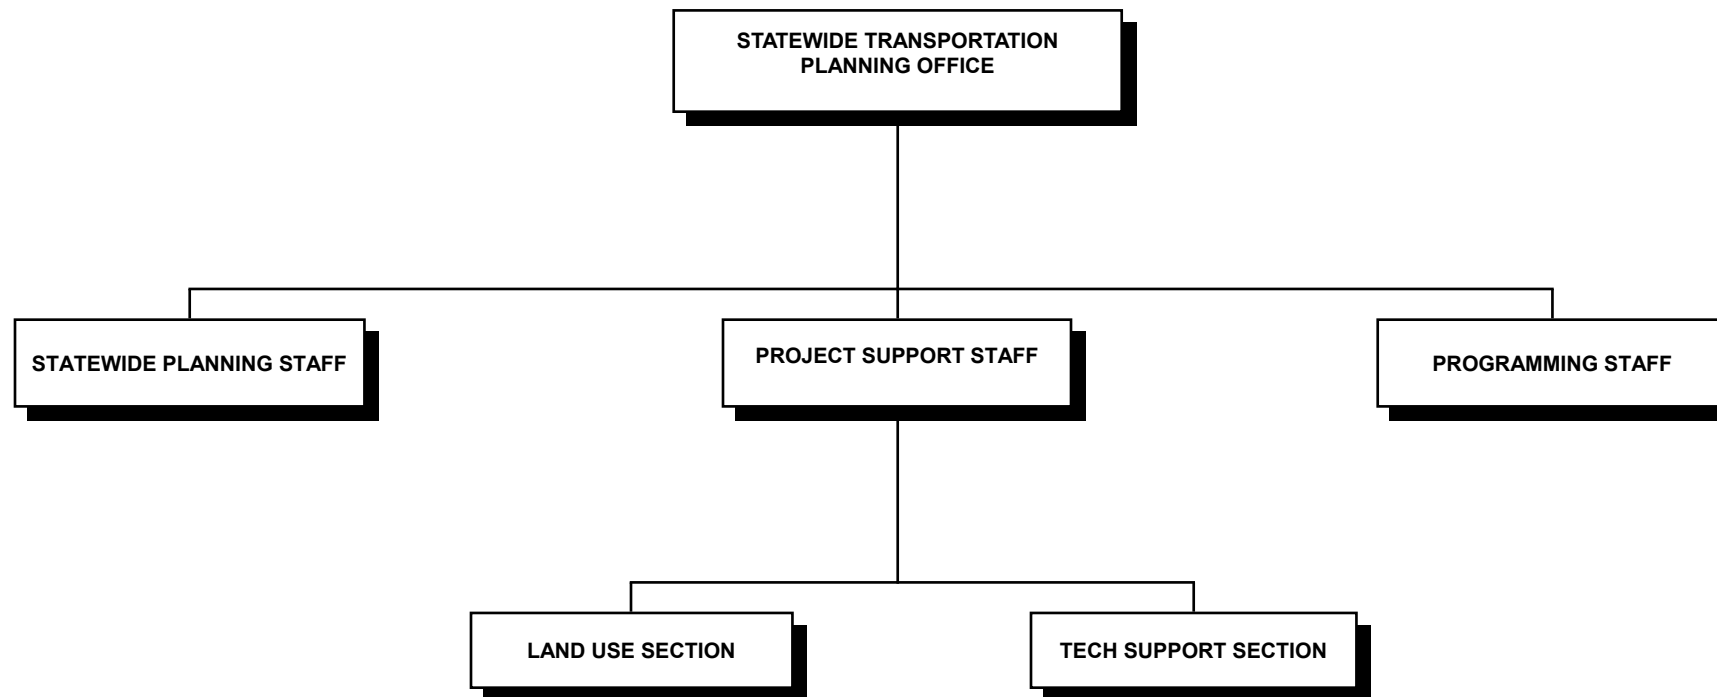 STATEWIDE TRANSPORTATION
PLANNING OFFICE
STATEWIDE PLANNING STAFF
PROJECT SUPPORT STAFF
PROGRAMMING STAFF
LAND USE SECTION
TECH SUPPORT SECTION